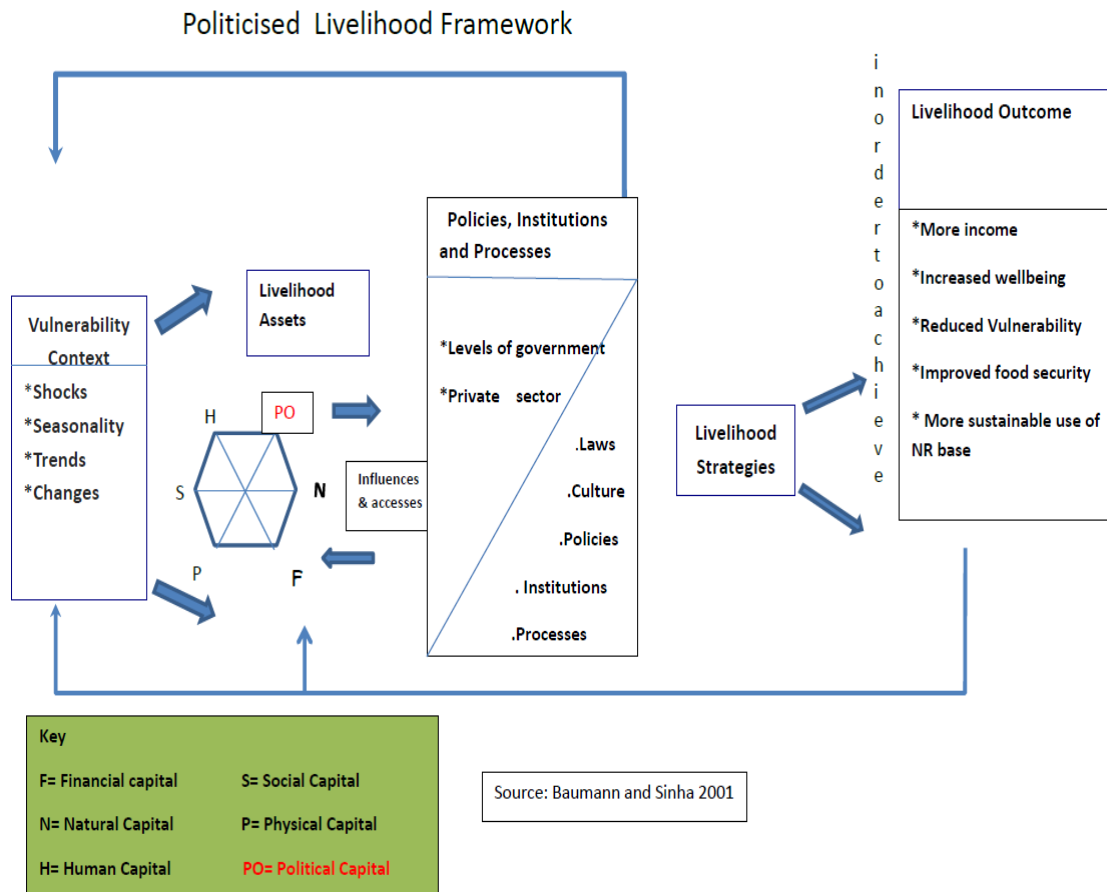 Politicised Livelihood Framework
Vulnerability
Context
*Shocks
*Seasonality
*Trends
*Changes
Livelihood
Assets
H
PO
S
N
P
F
Influences
& accesses
Policies, Institutions
and Processes
*Levels of government
*Private sector
.Laws
.Culture
.Policies
. Institutions
.Processes
Livelihood
Strategies
i
n
o
r
d
e
r
t
o
a
c
h
i
e
v
e
Livelihood Outcome
*More income
*Increased wellbeing
*Reduced Vulnerability
*Improved food security
* More sustainable use of
NR base
Key
F= Financial capital S= Social Capital
N= Natural Capital P= Physical Capital
H= Human Capital PO= Political Capital
Source: Baumann and Sinha 2001